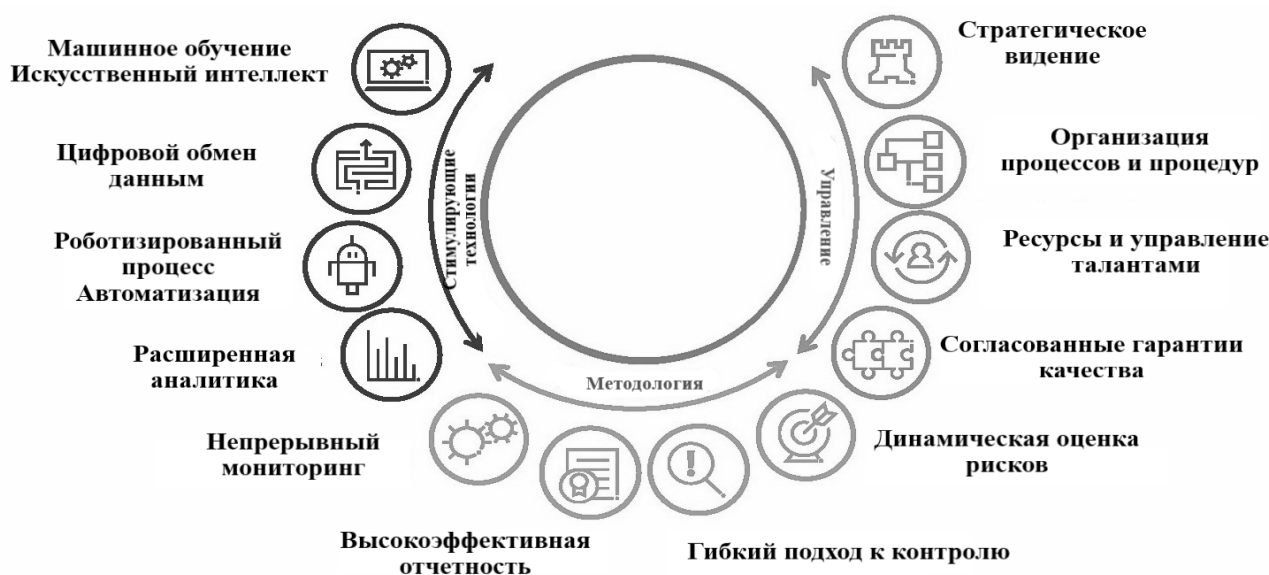 Машинное обучение
Искусственный интеллект
Цифровой обмен
данным
Роботизированный
процесс
Автоматизация
Расширенная
аналитика
Непрерывный
мониторинг
Высокоэффективная
отчетность
Гибкий подход к контролю
Динамическая оценка
рисков
Согласованные гарантии
качества
Ресурсы и управление
талантами
Организация
процессов и процедур
Стратегическое
видение
Стимулирующие
технологии
Методология
Управление